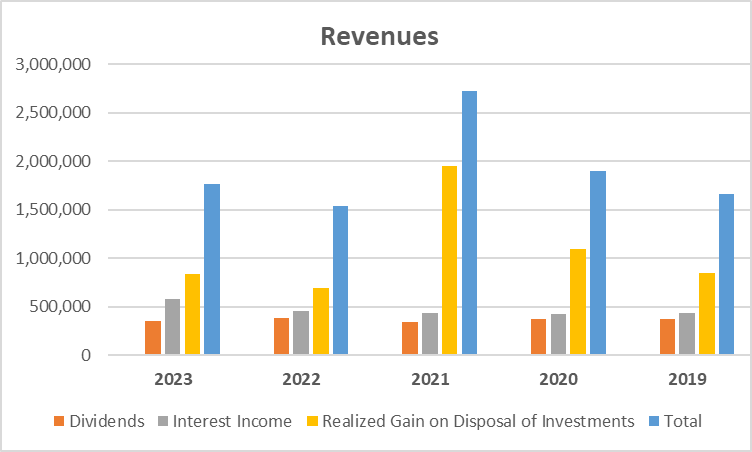 Revenues
3,000,000
2,500,000
2,000,000
1,500,000
1,000,000
500,000
0
2023 2022 2021 2020 2019
Dividends Interest Income Realized Gain on Disposal of Investments Total